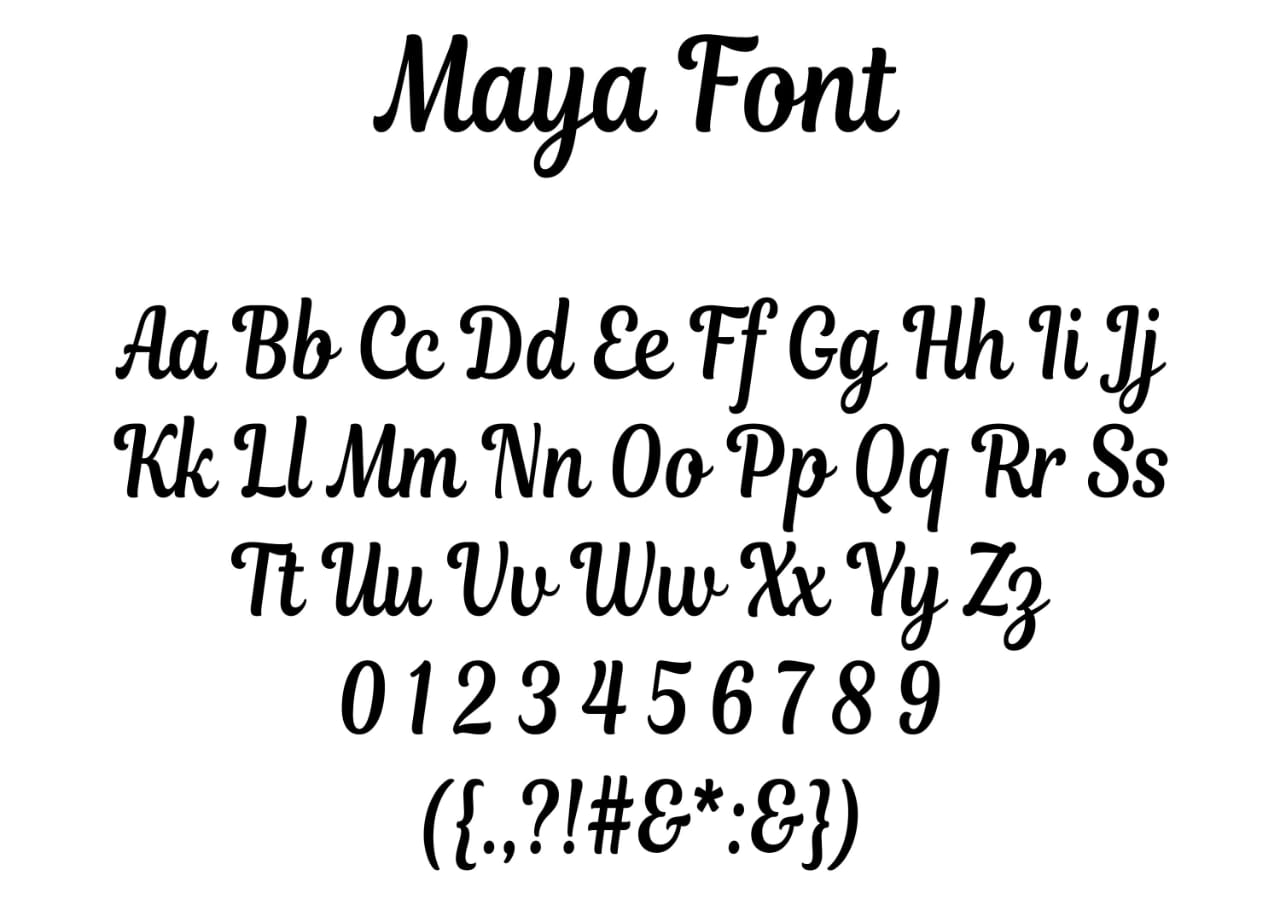 Maya Font
Aa Bb Cc Dd Ee Ff Gg Hh Ii Jj
Kk Ll Mm Nn Oo Pp Qq Rr Ss
Tt Uu Vv Ww Xx Yy Zz
0 1 2 3 4 5 6 7 8 9
({.,?!#&*:&})